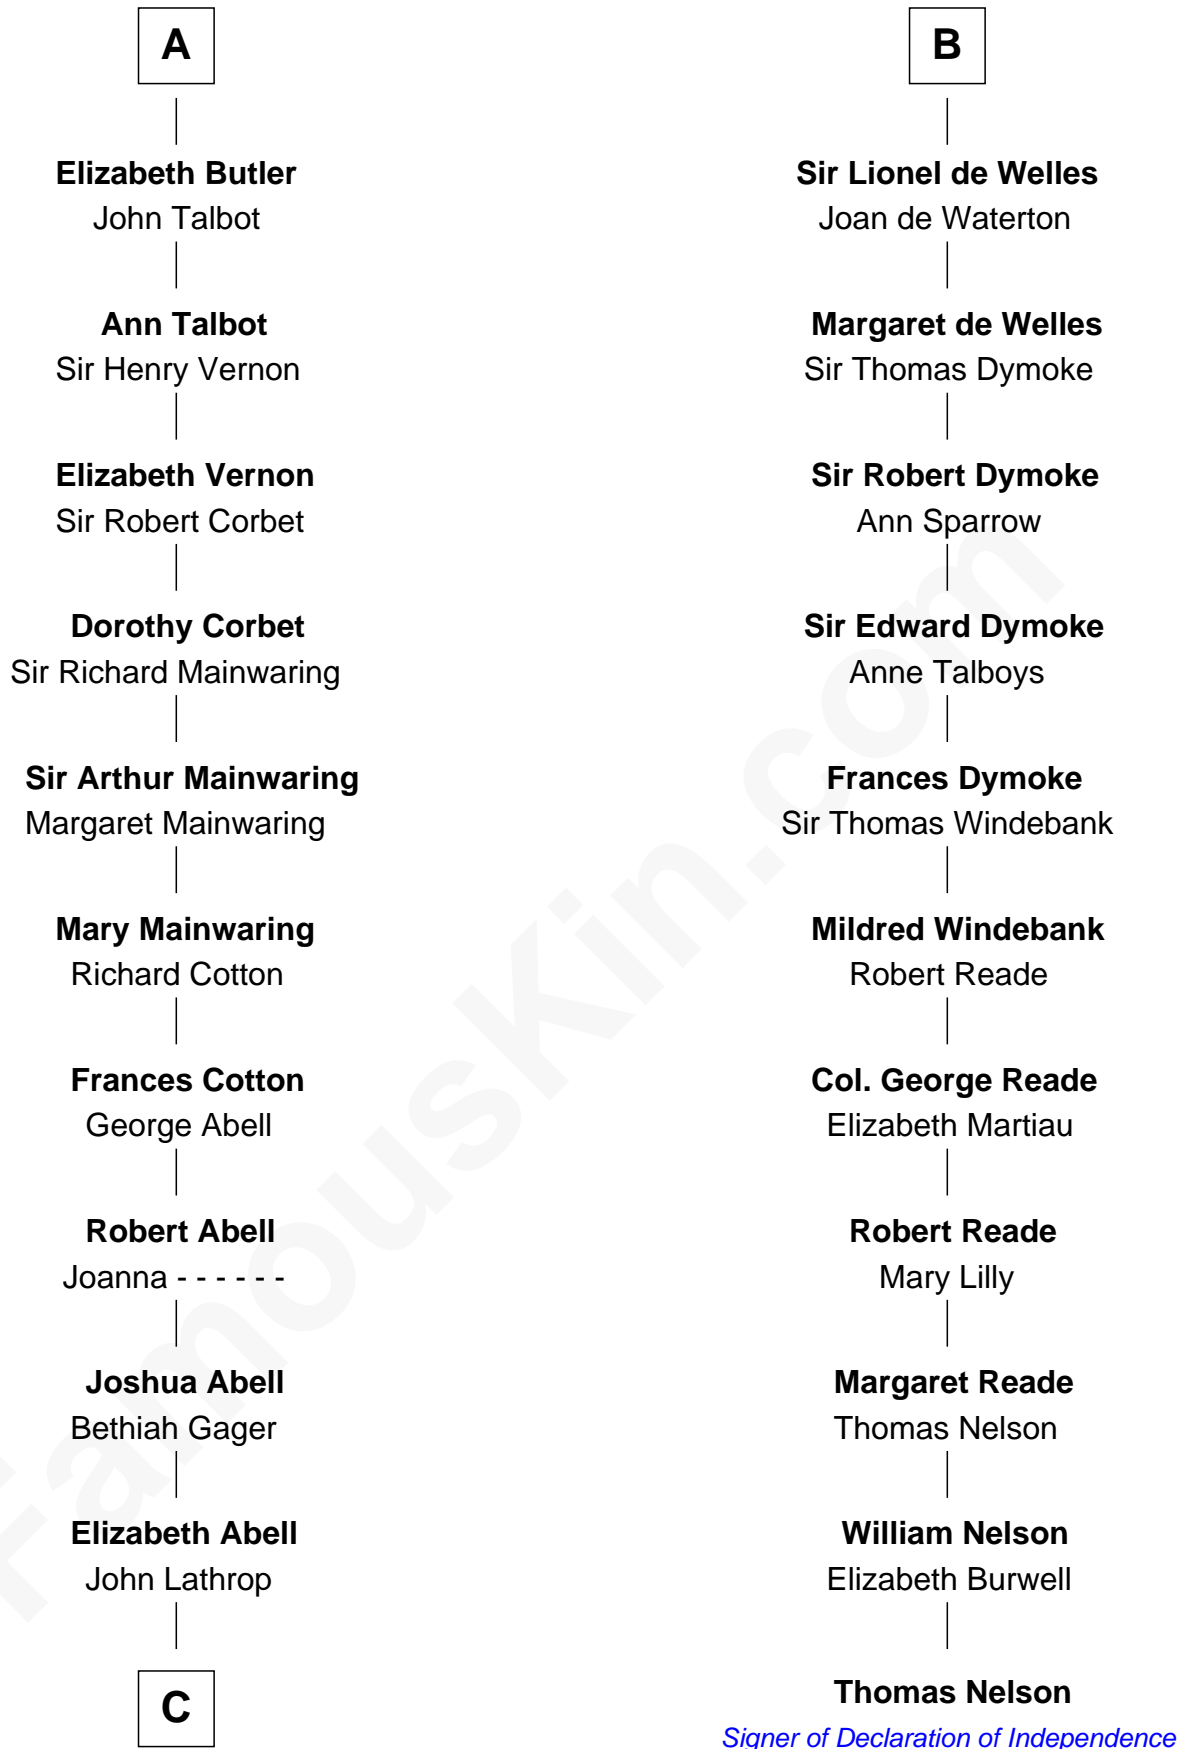 A
Elizabeth Butler
John Talbot
Ann Talbot
Sir Henry Vernon
Elizabeth Vernon
Sir Robert Corbet
Dorothy Corbet
Sir Richard Mainwaring
Sir Arthur Mainwaring
Margaret Mainwaring
Mary Mainwaring
Richard Cotton
Frances Cotton
George Abell
Robert Abell
Joanna - - - - - -
Joshua Abell
Bethiah Gager
Elizabeth Abell
John Lathrop
C
B
Sir Lionel de Welles
Joan de Waterton
Margaret de Welles
Sir Thomas Dymoke
Sir Robert Dymoke
Ann Sparrow
Sir Edward Dymoke
Anne Talboys
Frances Dymoke
Sir Thomas Windebank
Mildred Windebank
Robert Reade
Col. George Reade
Elizabeth Martiau
Robert Reade
Mary Lilly
Margaret Reade
Thomas Nelson
William Nelson
Elizabeth Burwell
Thomas Nelson
Signer of Declaration of Independence
FamousKin.com